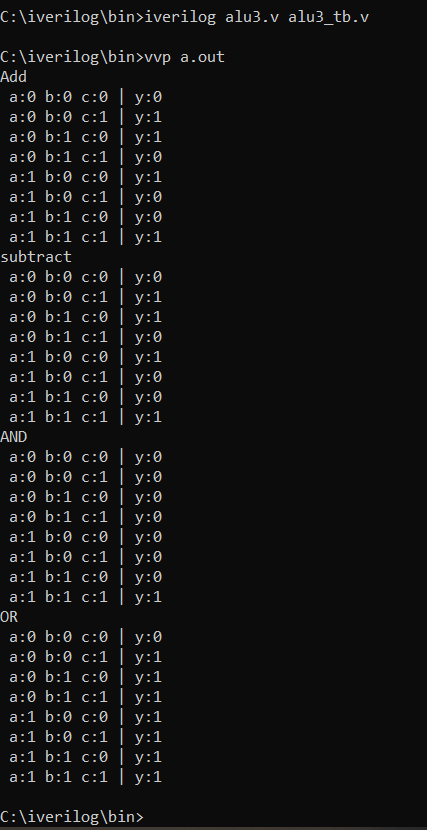 C:\iverilog\bin>iverilog alu3.v alu3_tb.v
C:\iverilog\bin>vvp a.out
Add
a:0 b:0 c:0 | y:0
a:0 b:0 c:1 | y:1
a:0 b:1 c:0 | y:1
a:0 b:1 c:1 | y:0
a:1 b:0 c:0 | y:1
a:1 b:0 c:1 | y:0
a:1 b:1 c:0 | y:0
a:1 b:1 c:1 | y:1
subtract
a:0 b:0 c:0 | y:0
a:0 b:0 c:1 | y:1
a:0 b:1 c:0 | y:1
a:0 b:1 c:1 | y:0
a:1 b:0 c:0 | y:1
a:1 b:0 c:1 | y:0
a:1 b:1 c:0 | y:0
a:1 b:1 c:1 | y:1
AND
a:0 b:0 c:0 | y:0
a:0 b:0 c:1 | y:0
a:0 b:1 c:0 | y:0
a:0 b:1 c:1 | y:0
a:1 b:0 c:0 | y:0
a:1 b:0 c:1 | y:0
a:1 b:1 c:0 | y:0
a:1 b:1 c:1 | y:1
OR
a:0 b:0 c:0 | y:0
a:0 b:0 c:1 | y:1
a:0 b:1 c:0 | y:1
a:0 b:1 c:1 | y:1
a:1 b:0 c:0 | y:1
a:1 b:0 c:1 | y:1
a:1 b:1 c:0 | y:1
a:1 b:1 c:1 | y:1
C:\iverilog\bin>